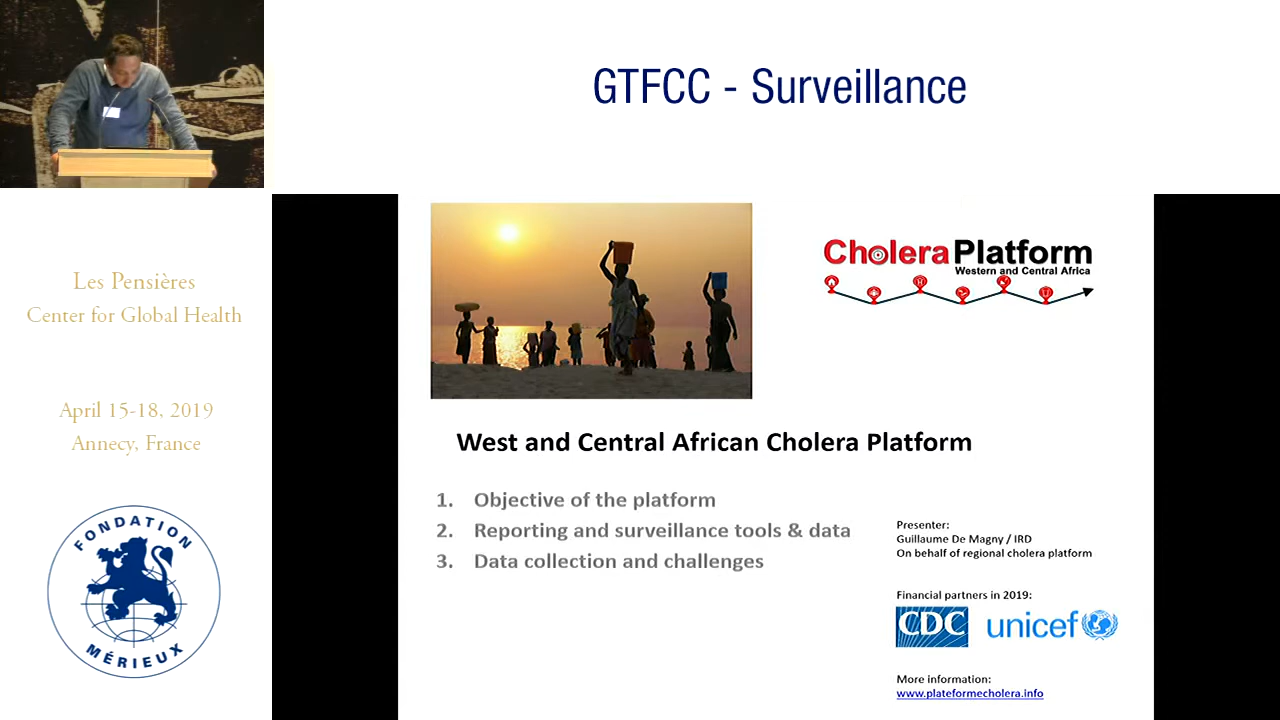 GTFCC - Surveillance
Les Pensières
Center for Global Health
April 15-18, 2019
Annecy, France
FONDATION
MÉRIEUX
CholeraPlatform
Western and Central Africa
West and Central African Cholera Platform
1. Objective of the platform
2. Reporting and surveillance tools & data
3. Data collection and challenges
Presenter:
Guillaume De Magny / IRD
On behalf of regional cholera platform
Financial partners in 2019:
CDC
unicef
More information:
www.plateformecholera.info